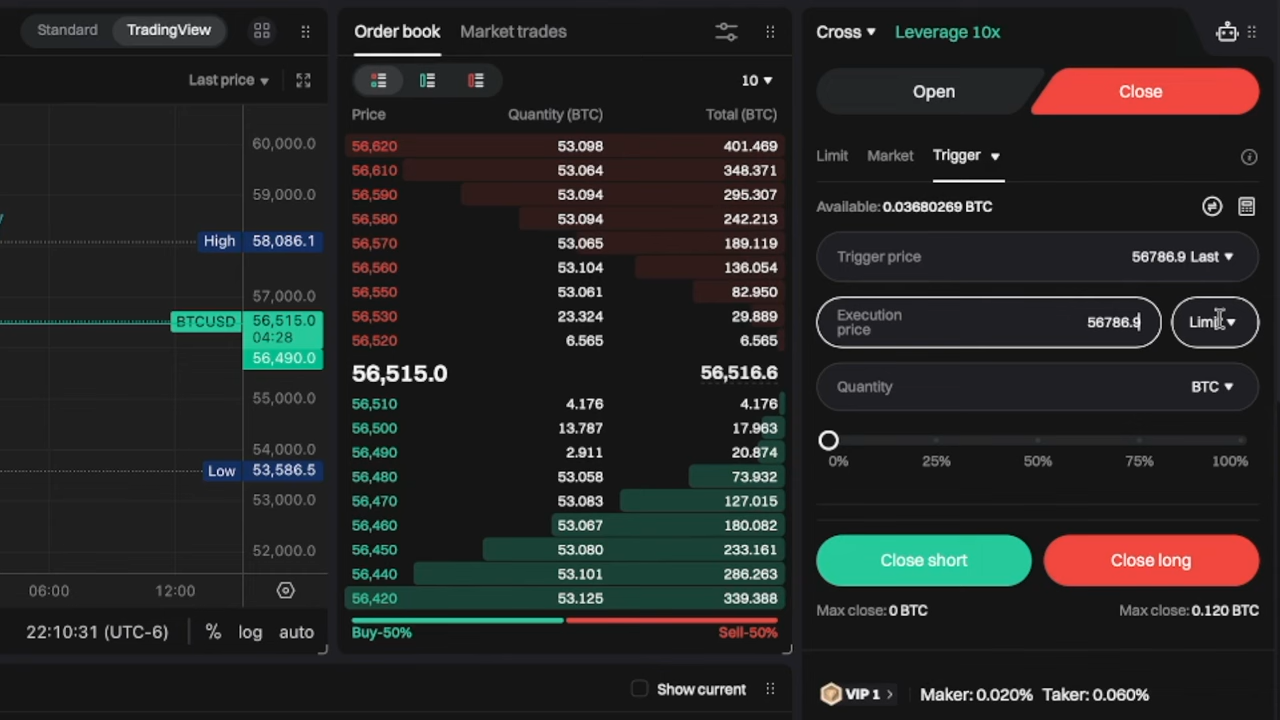 Standard TradingView
Last price
60,000.0
59,000.0
High 58,086.1
57,000.0
BTCUSD 56,515.0
04:28
56,490.0
55,000.0
54,000.0
Low 53,586.5
53,000.0
52,000.0
06:00 12:00
22:10:31 (UTC-6) % log auto
Order book Market trades
10
Price Quantity (BTC) Total (BTC)
56,620 53.098 401.469
56,610 53.064 348.371
56,590 53.094 295.307
56,580 53.094 242.213
56,570 53.065 189.119
56,560 53.104 136.054
56,550 53.061 82.950
56,530 23.324 29.889
56,520 6.565 6.565
56,515.0 56,516.6
56,510 4.176 4.176
56,500 13.787 17.963
56,490 2.911 20.874
56,480 53.058 73.932
56,470 53.083 127.015
56,460 53.067 180.082
56,450 53.080 233.161
56,440 53.101 286.263
56,420 53.125 339.388
Buy-50% Sell-50%
Show current
Cross Leverage 10x
Open Close
Limit Market Trigger
Available: 0.03680269 BTC
Trigger price 56786.9 Last
Execution
price 56786.9 Limit
Quantity BTC
0% 25% 50% 75% 100%
Close short Close long
Max close: 0 BTC Max close: 0.120 BTC
VIP 1 > Maker: 0.020% Taker: 0.060%